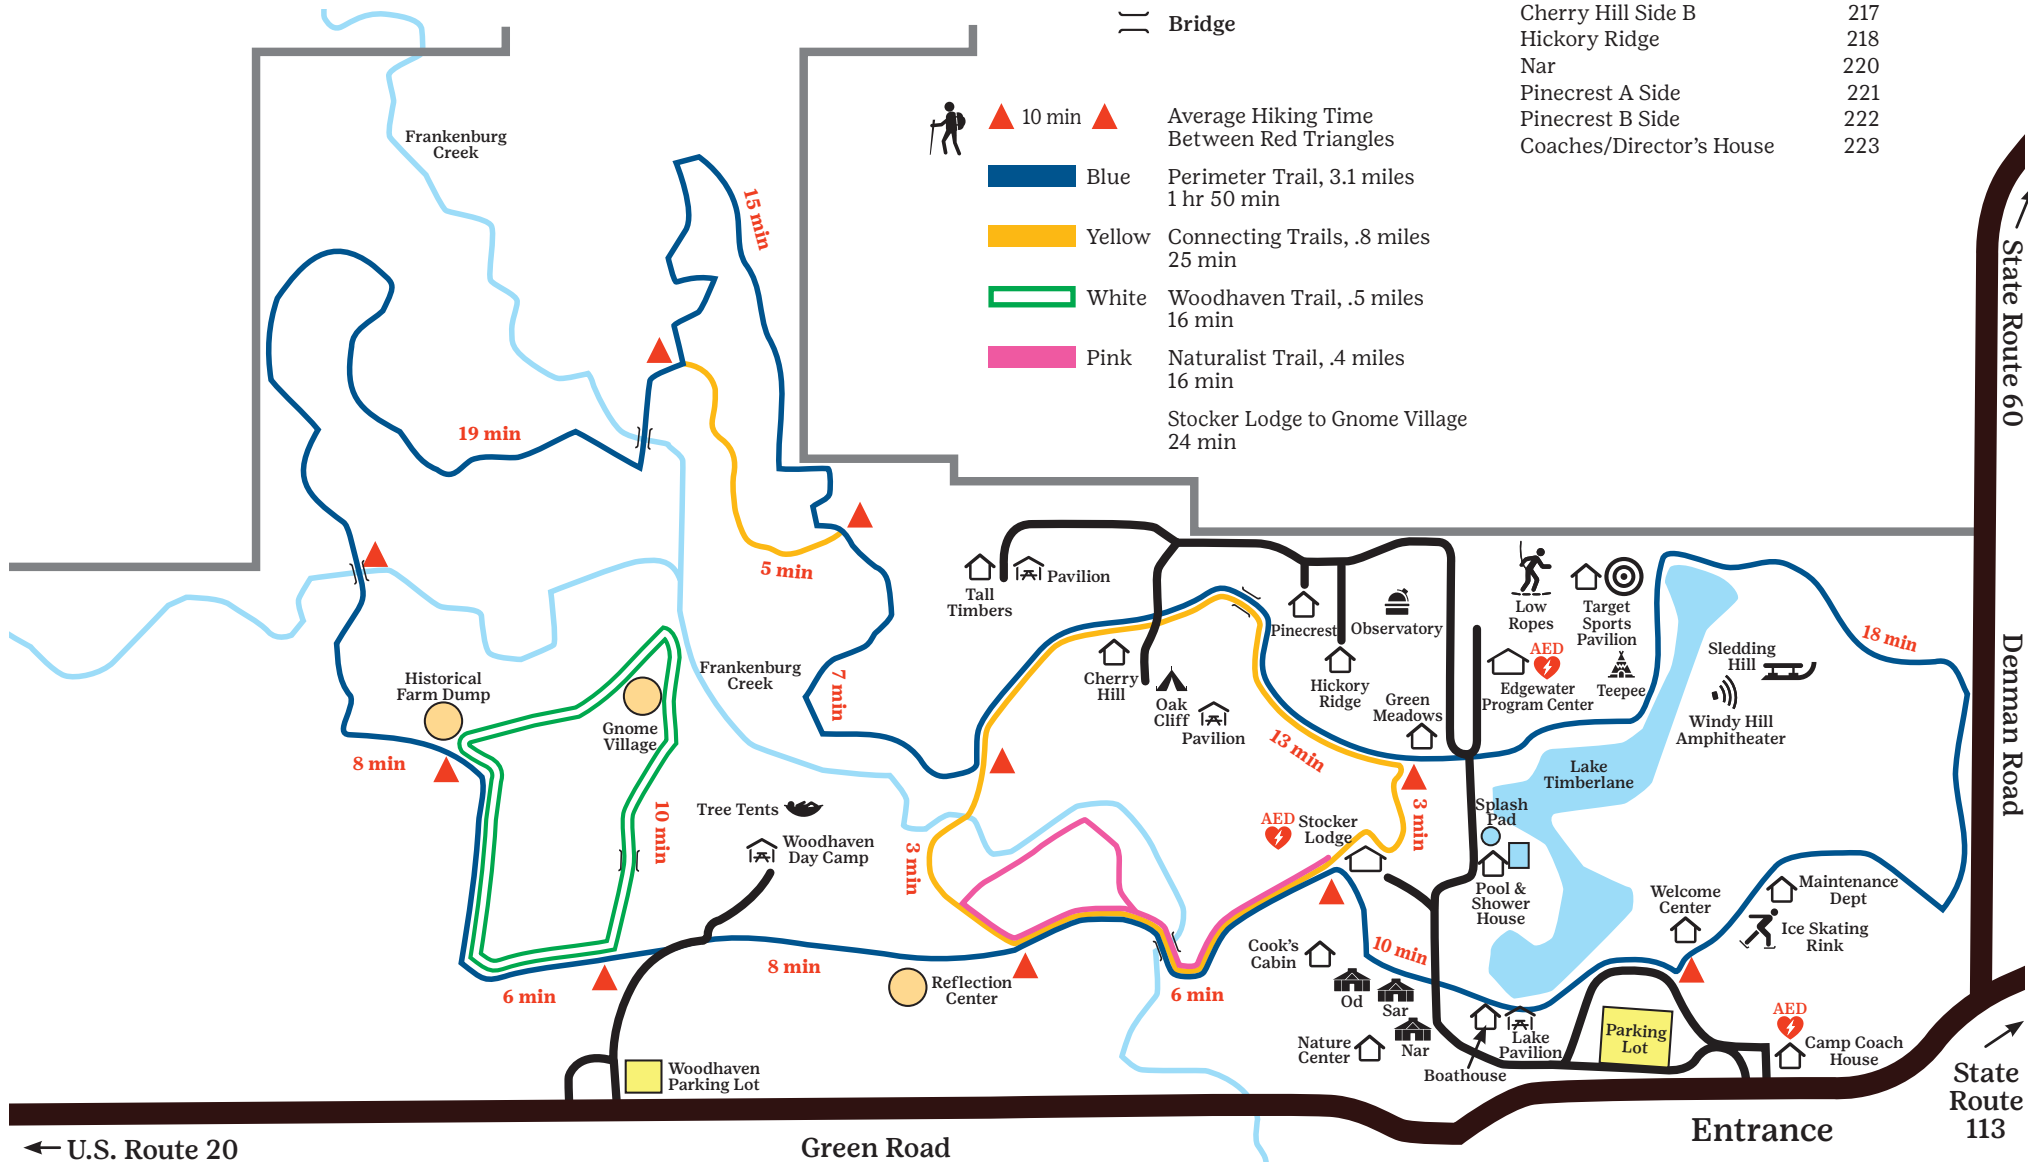 Bridge
Cherry Hill Side B 217
Hickory Ridge 218
Nar 220
Pinecrest A Side 221
Pinecrest B Side 222
Coaches/Director's House 223
10 min
Average Hiking Time
Between Red Triangles
Blue
Perimeter Trail, 3.1 miles
1 hr 50 min
Yellow
Connecting Trails, .8 miles
25 min
White
Woodhaven Trail, .5 miles
16 min
Pink
Naturalist Trail, .4 miles
16 min
Stocker Lodge to Gnome Village
24 min
Frankenburg
Creek
15 min
19 min
5 min
7 min
State Route 60
Denman Road
Tall
Timbers
Pavilion
Cherry
Hill
Oak
Cliff
Pavilion
Pinecrest
Observatory
Hickory
Ridge
Green
Meadows
Low
Ropes
Target
Sports
Pavilion
AED
Edgewater
Program Center
Teepee
Sledding
Hill
Windy Hill
Amphitheater
18 min
Lake
Timberlane
Historical
Farm Dump
8 min
Gnome
Village
Frankenburg
Creek
10 min
Tree Tents
Woodhaven
Day Camp
3 min
13 min
3 min
AED
Stocker
Lodge
Splash
Pad
Pool &
Shower
House
Welcome
Center
Maintenance
Dept
Ice Skating
Rink
6 min
8 min
Reflection
Center
6 min
10 min
Cook's
Cabin
Od
Sar
Nar
Nature
Center
Boathouse
Lake
Pavilion
Parking
Lot
AED
Camp Coach
House
Woodhaven
Parking Lot
U.S. Route 20
Green Road
Entrance
State
Route
113